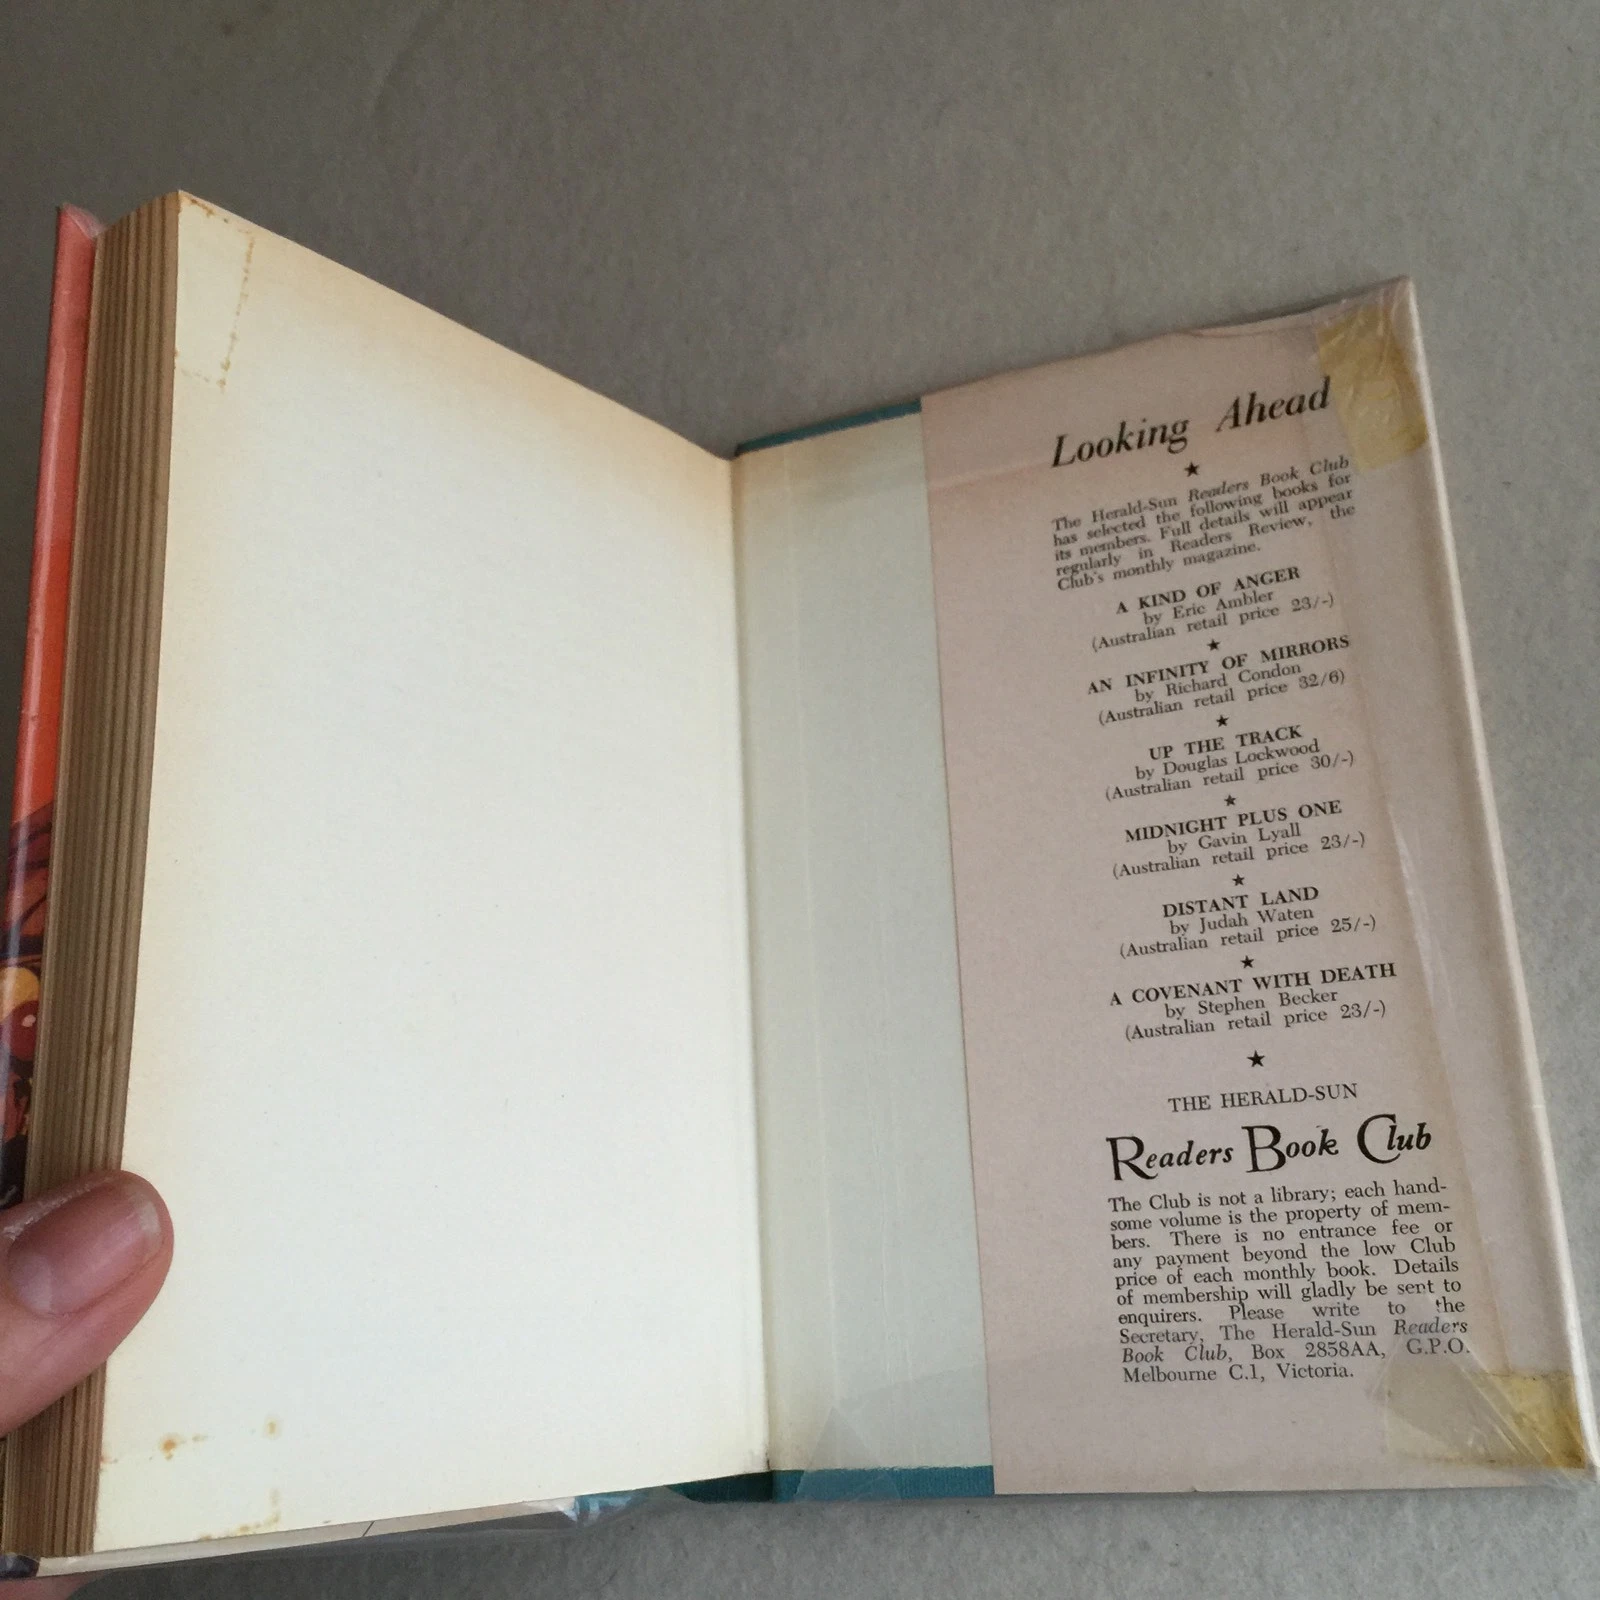 Looking Ahead
★
The Herald-Sun Readers Book Club
has selected the following books for
its members. Full details will appear
regularly in Readers Review, the
Club's monthly magazine.
A KIND OF ANGER
by Eric Ambler
(Australian retail price 23/-)
★
AN INFINITY OF MIRRORS
by Richard Condon
(Australian retail price 32/6)
★
UP THE TRACK
by Douglas Lockwood
(Australian retail price 30/-)
★
MIDNIGHT PLUS ONE
by Gavin Lyall
(Australian retail price 23/-)
★
DISTANT LAND
by Judah Waten
(Australian retail price 25/-)
★
A COVENANT WITH DEATH
by Stephen Becker
(Australian retail price 23/-)
★
THE HERALD-SUN
Readers Book Club
The Club is not a library; each hand-
some volume is the property of mem-
bers. There is no entrance fee or
any payment beyond the low Club
price of each monthly book. Details
of membership will gladly be sent to
enquirers. Please write to the
Secretary, The Herald-Sun Readers
Book Club, Box 2858AA, G.P.O.
Melbourne C.1, Victoria.